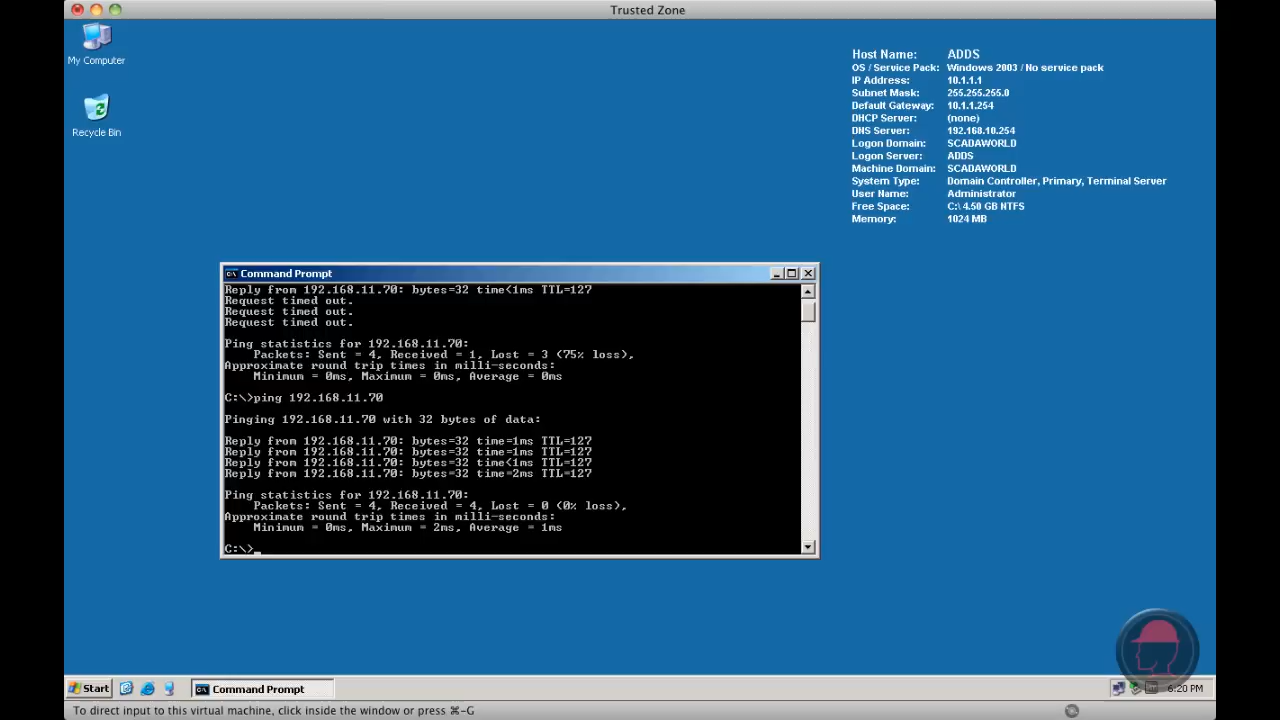 Trusted Zone
My Computer
Recycle Bin
Host Name: ADDS
OS / Service Pack: Windows 2003 / No service pack
IP Address: 10.1.1.1
Subnet Mask: 255.255.255.0
Default Gateway: 10.1.1.254
DHCP Server: (none)
DNS Server: 192.168.10.254
Logon Domain: SCADAWORLD
Logon Server: ADDS
Machine Domain: SCADAWORLD
System Type: Domain Controller, Primary, Terminal Server
User Name: Administrator
Free Space: C:\ 4.50 GB NTFS
Memory: 1024 MB
Command Prompt
Reply from 192.168.11.70: bytes=32 time<1ms TTL=127
Request timed out.
Request timed out.
Request timed out.
Ping statistics for 192.168.11.70:
Packets: Sent = 4, Received = 1, Lost = 3 (75% loss),
Approximate round trip times in milli-seconds:
Minimum = 0ms, Maximum = 0ms, Average = 0ms
C:\>ping 192.168.11.70
Pinging 192.168.11.70 with 32 bytes of data:
Reply from 192.168.11.70: bytes=32 time=1ms TTL=127
Reply from 192.168.11.70: bytes=32 time=1ms TTL=127
Reply from 192.168.11.70: bytes=32 time<1ms TTL=127
Reply from 192.168.11.70: bytes=32 time=2ms TTL=127
Ping statistics for 192.168.11.70:
Packets: Sent = 4, Received = 4, Lost = 0 (0% loss),
Approximate round trip times in milli-seconds:
Minimum = 0ms, Maximum = 2ms, Average = 1ms
C:\>_
Start
Command Prompt
6:20 PM
To direct input to this virtual machine, click inside the window or press ⌘-G